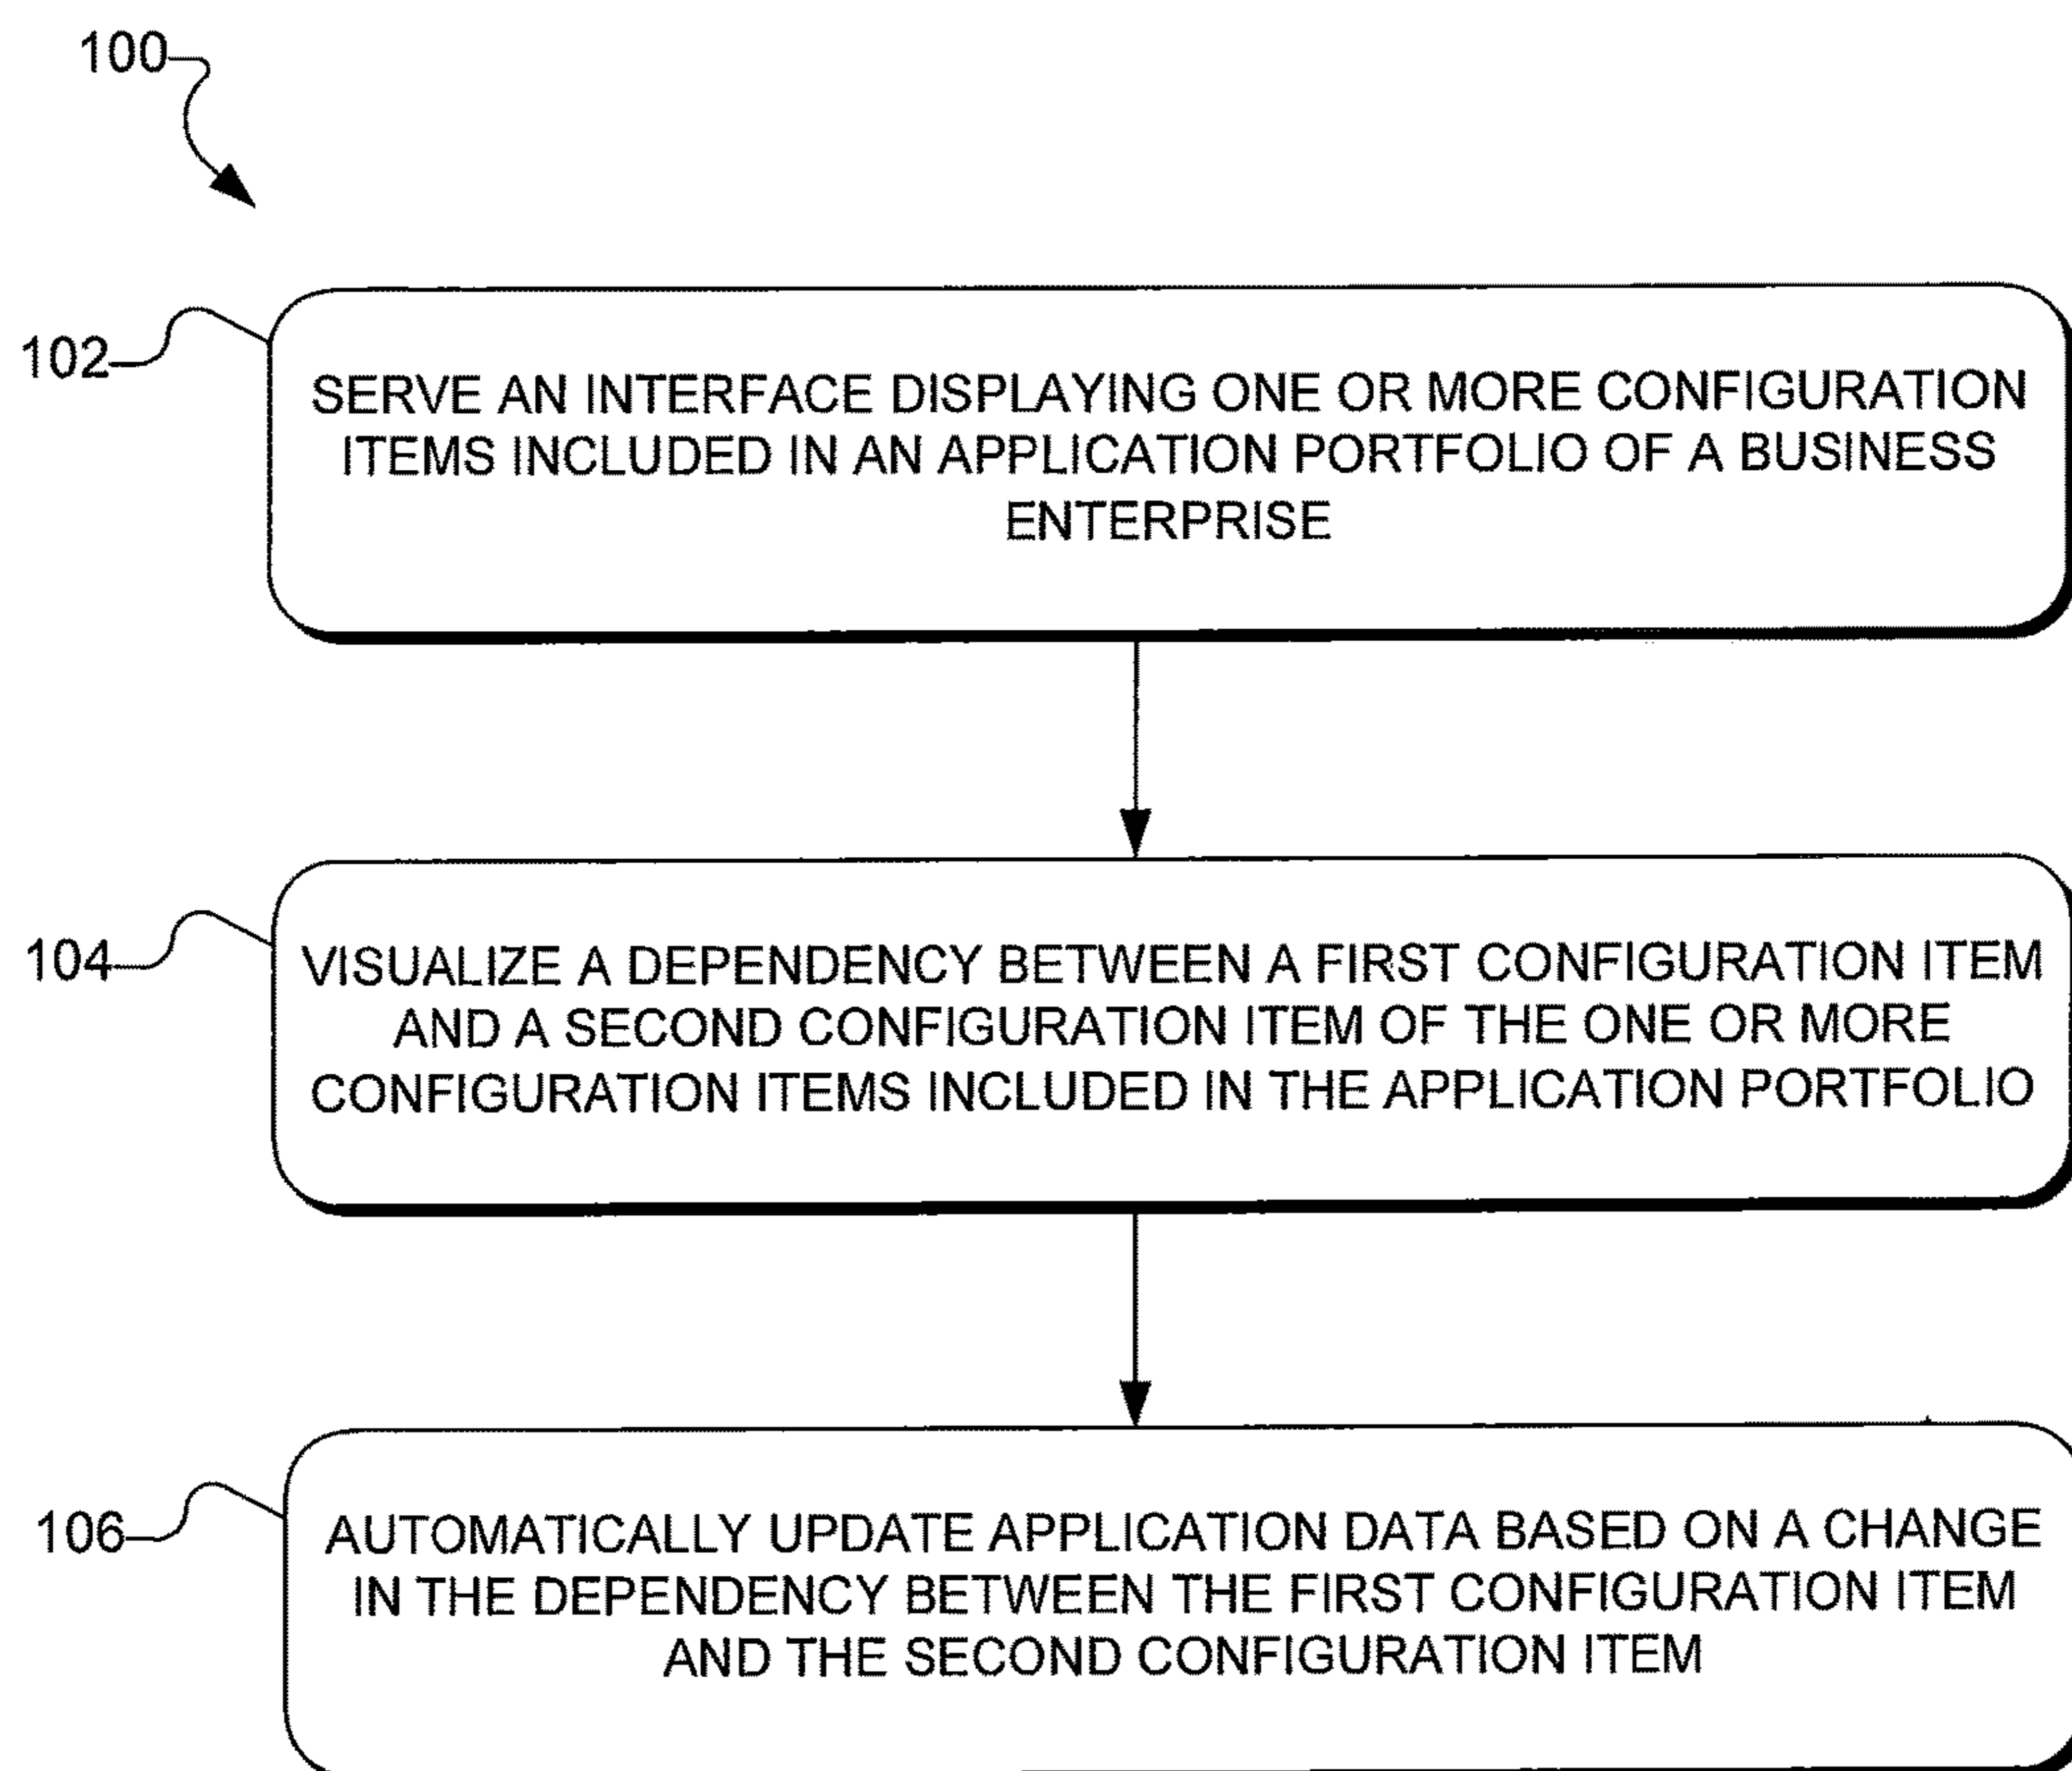 100
102
SERVE AN INTERFACE DISPLAYING ONE OR MORE CONFIGURATION
ITEMS INCLUDED IN AN APPLICATION PORTFOLIO OF A BUSINESS
ENTERPRISE
104
VISUALIZE A DEPENDENCY BETWEEN A FIRST CONFIGURATION ITEM
AND A SECOND CONFIGURATION ITEM OF THE ONE OR MORE
CONFIGURATION ITEMS INCLUDED IN THE APPLICATION PORTFOLIO
106
AUTOMATICALLY UPDATE APPLICATION DATA BASED ON A CHANGE
IN THE DEPENDENCY BETWEEN THE FIRST CONFIGURATION ITEM
AND THE SECOND CONFIGURATION ITEM